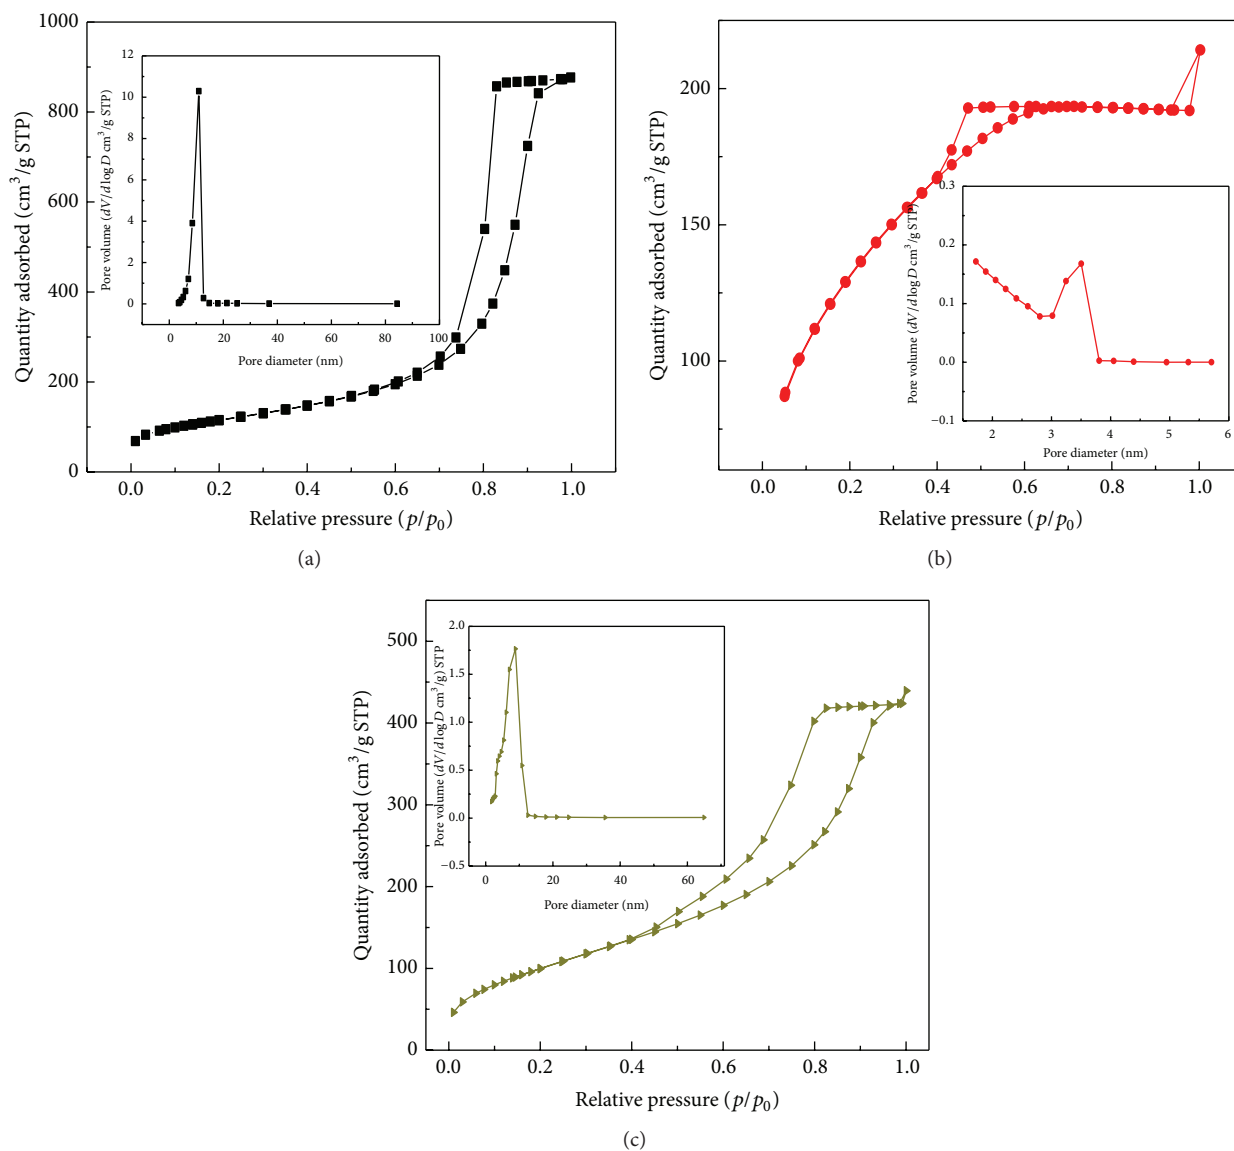 1000
800
600
400
200
0
0.0 0.2 0.4 0.6 0.8 1.0
Quantity adsorbed (cm³/g STP)
Relative pressure (p/p₀)
12
10
8
6
4
2
0
0 20 40 60 80 100
Pore volume (dV/dlogD cm³/g STP)
Pore diameter (nm)
(a)
200
150
100
0.0 0.2 0.4 0.6 0.8 1.0
Quantity adsorbed (cm³/g STP)
Relative pressure (p/p₀)
0.3
0.2
0.1
0.0
−0.1
2 3 4 5 6
Pore volume (dV/dlogD cm³/g STP)
Pore diameter (nm)
(b)
500
400
300
200
100
0
0.0 0.2 0.4 0.6 0.8 1.0
Quantity adsorbed (cm³/g STP)
Relative pressure (p/p₀)
2.0
1.5
1.0
0.5
0.0
−0.5
0 20 40 60
Pore volume (dV/dlogD cm³/g) STP
Pore diameter (nm)
(c)